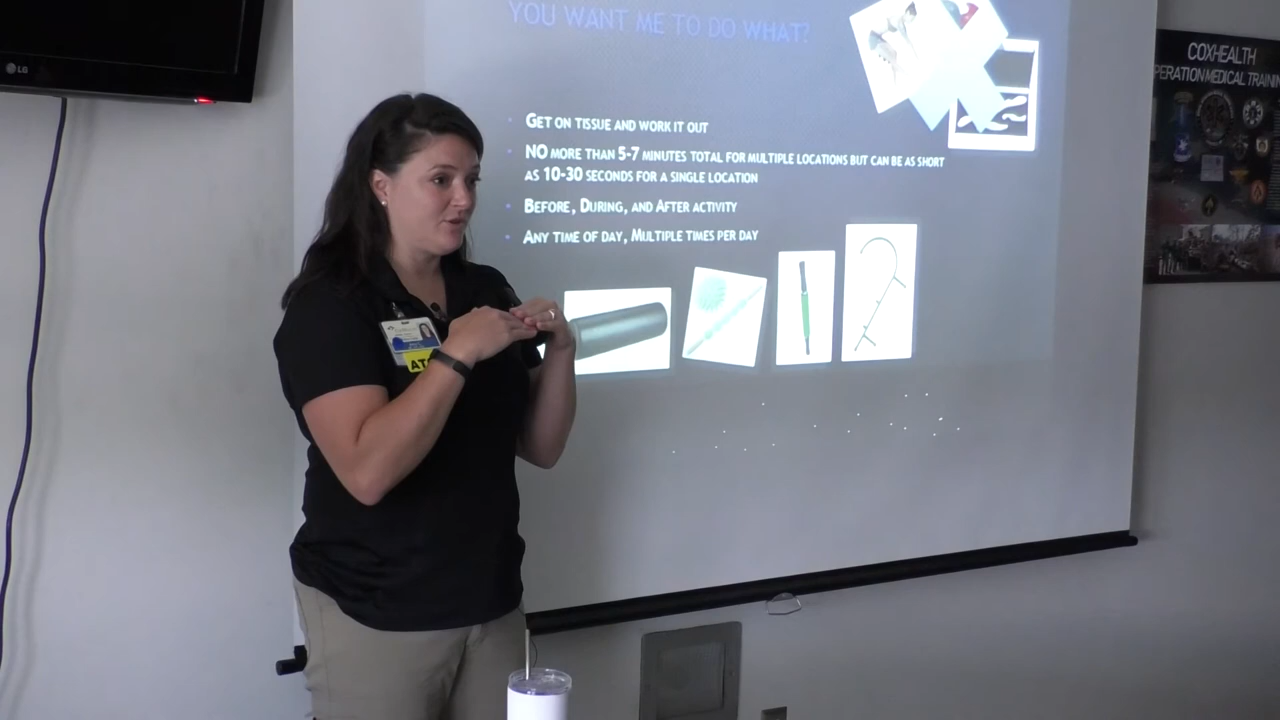 YOU WANT ME TO DO WHAT?
GET ON TISSUE AND WORK IT OUT
NO MORE THAN 5-7 MINUTES TOTAL FOR MULTIPLE LOCATIONS BUT CAN BE AS SHORT
AS 10-30 SECONDS FOR A SINGLE LOCATION
BEFORE, DURING, AND AFTER ACTIVITY
ANY TIME OF DAY, MULTIPLE TIMES PER DAY
COXHEALTH
PERATION MEDICAL TRAININ
LG
AT